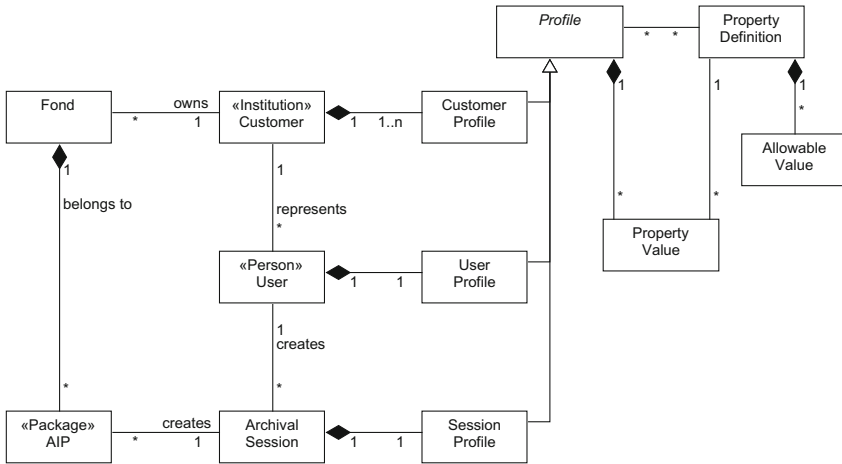 Profile
Property
Definition
* *
1
1
1
Fond
owns
* 1
«Institution»
Customer
1 1..n
Customer
Profile
*
Allowable
Value
1
belongs to
1
represents
*
*
*
Property
Value
«Person»
User
1 1
User
Profile
1
creates
*
*
«Package»
AIP
creates
* 1
Archival
Session
1 1
Session
Profile